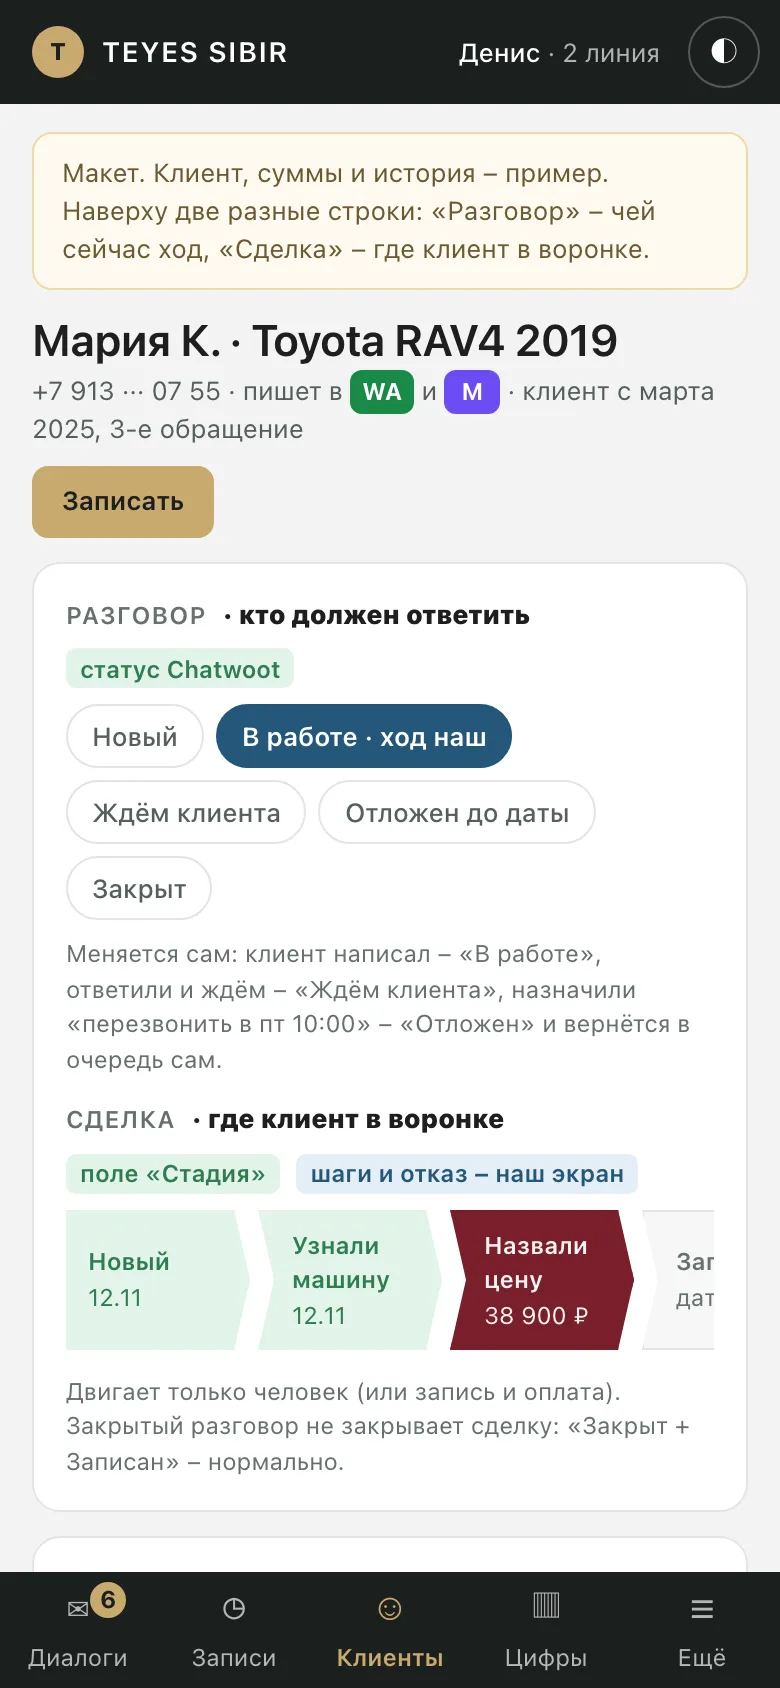 T TEYES SIBIR Денис · 2 линия
Макет. Клиент, суммы и история – пример.
Наверху две разные строки: «Разговор» – чей
сейчас ход, «Сделка» – где клиент в воронке.
Мария К. · Toyota RAV4 2019
+7 913 ··· 07 55 · пишет в WA и M · клиент с марта
2025, 3-е обращение
Записать
РАЗГОВОР · кто должен ответить
статус Chatwoot
Новый В работе · ход наш
Ждём клиента Отложен до даты
Закрыт
Меняется сам: клиент написал – «В работе»,
ответили и ждём – «Ждём клиента», назначили
«перезвонить в пт 10:00» – «Отложен» и вернётся в
очередь сам.
СДЕЛКА · где клиент в воронке
поле «Стадия» шаги и отказ – наш экран
Новый
12.11
Узнали
машину
12.11
Назвали
цену
38 900 ₽
Зап
дат
Двигает только человек (или запись и оплата).
Закрытый разговор не закрывает сделку: «Закрыт +
Записан» – нормально.
6
Диалоги Записи Клиенты Цифры Ещё